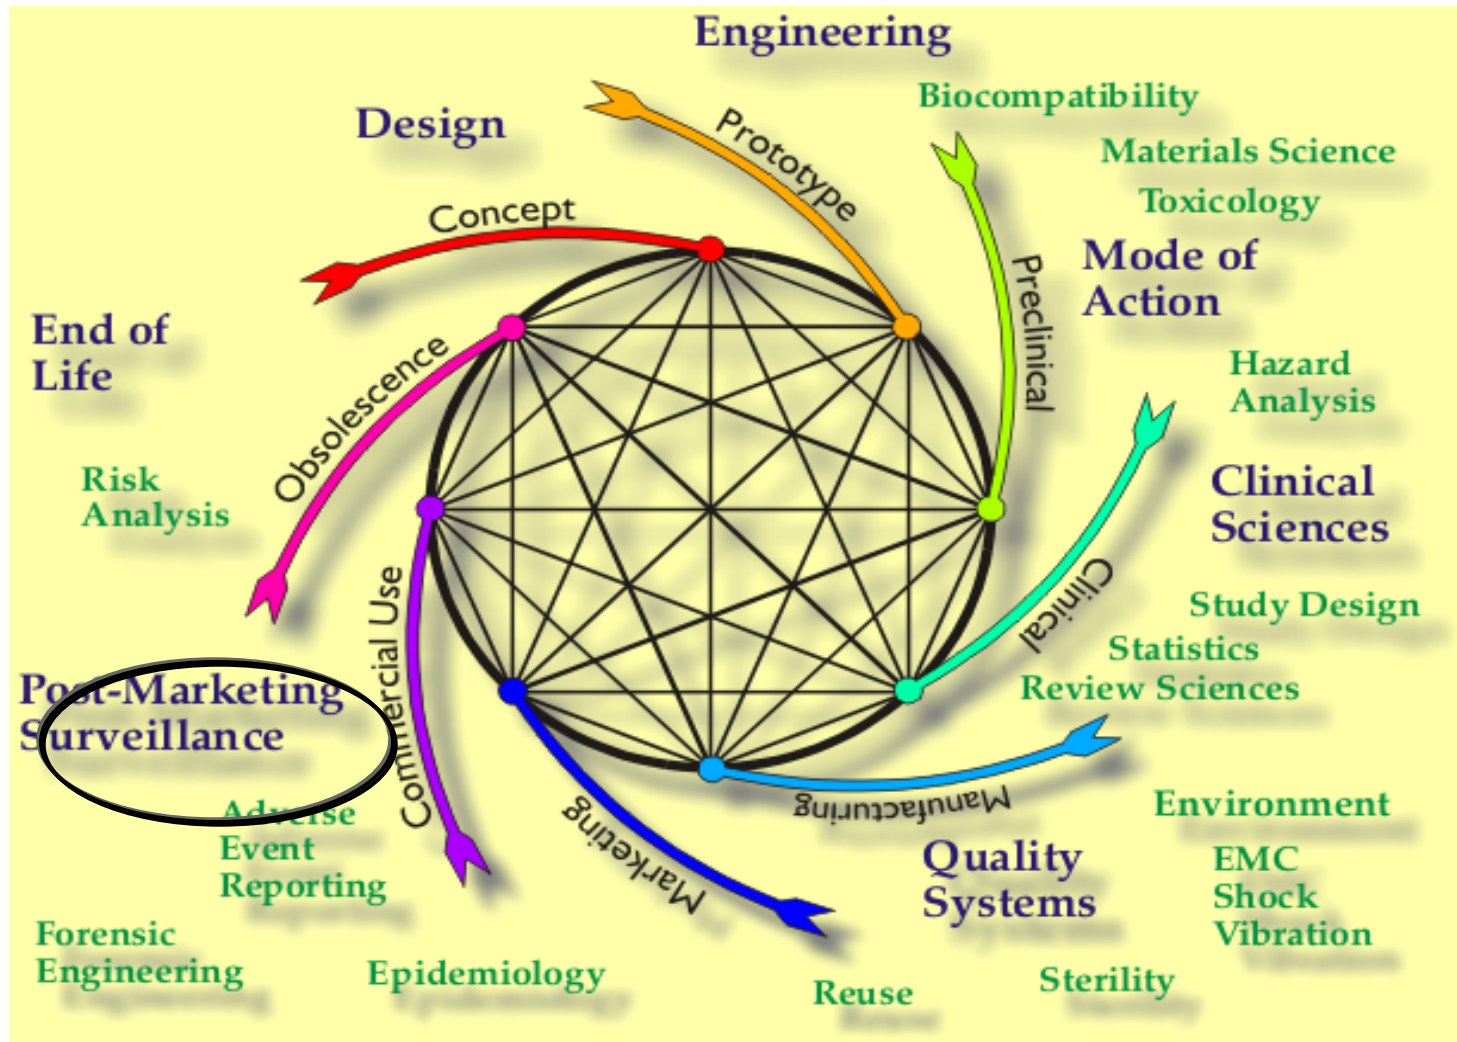 Engineering
Design
Biocompatibility
Prototype
Materials Science
Toxicology
Concept
Mode of
Action
Preclinical
End of
Life
Obsolescence
Hazard
Analysis
Risk
Analysis
Clinical
Sciences
Clinical
Study Design
Statistics
Review Sciences
Post-Marketing
Surveillance
Commercial Use
Manufacturing
Marketing
Environment
Adverse
Event
Reporting
Quality
Systems
EMC
Shock
Vibration
Forensic
Engineering
Epidemiology
Reuse
Sterility